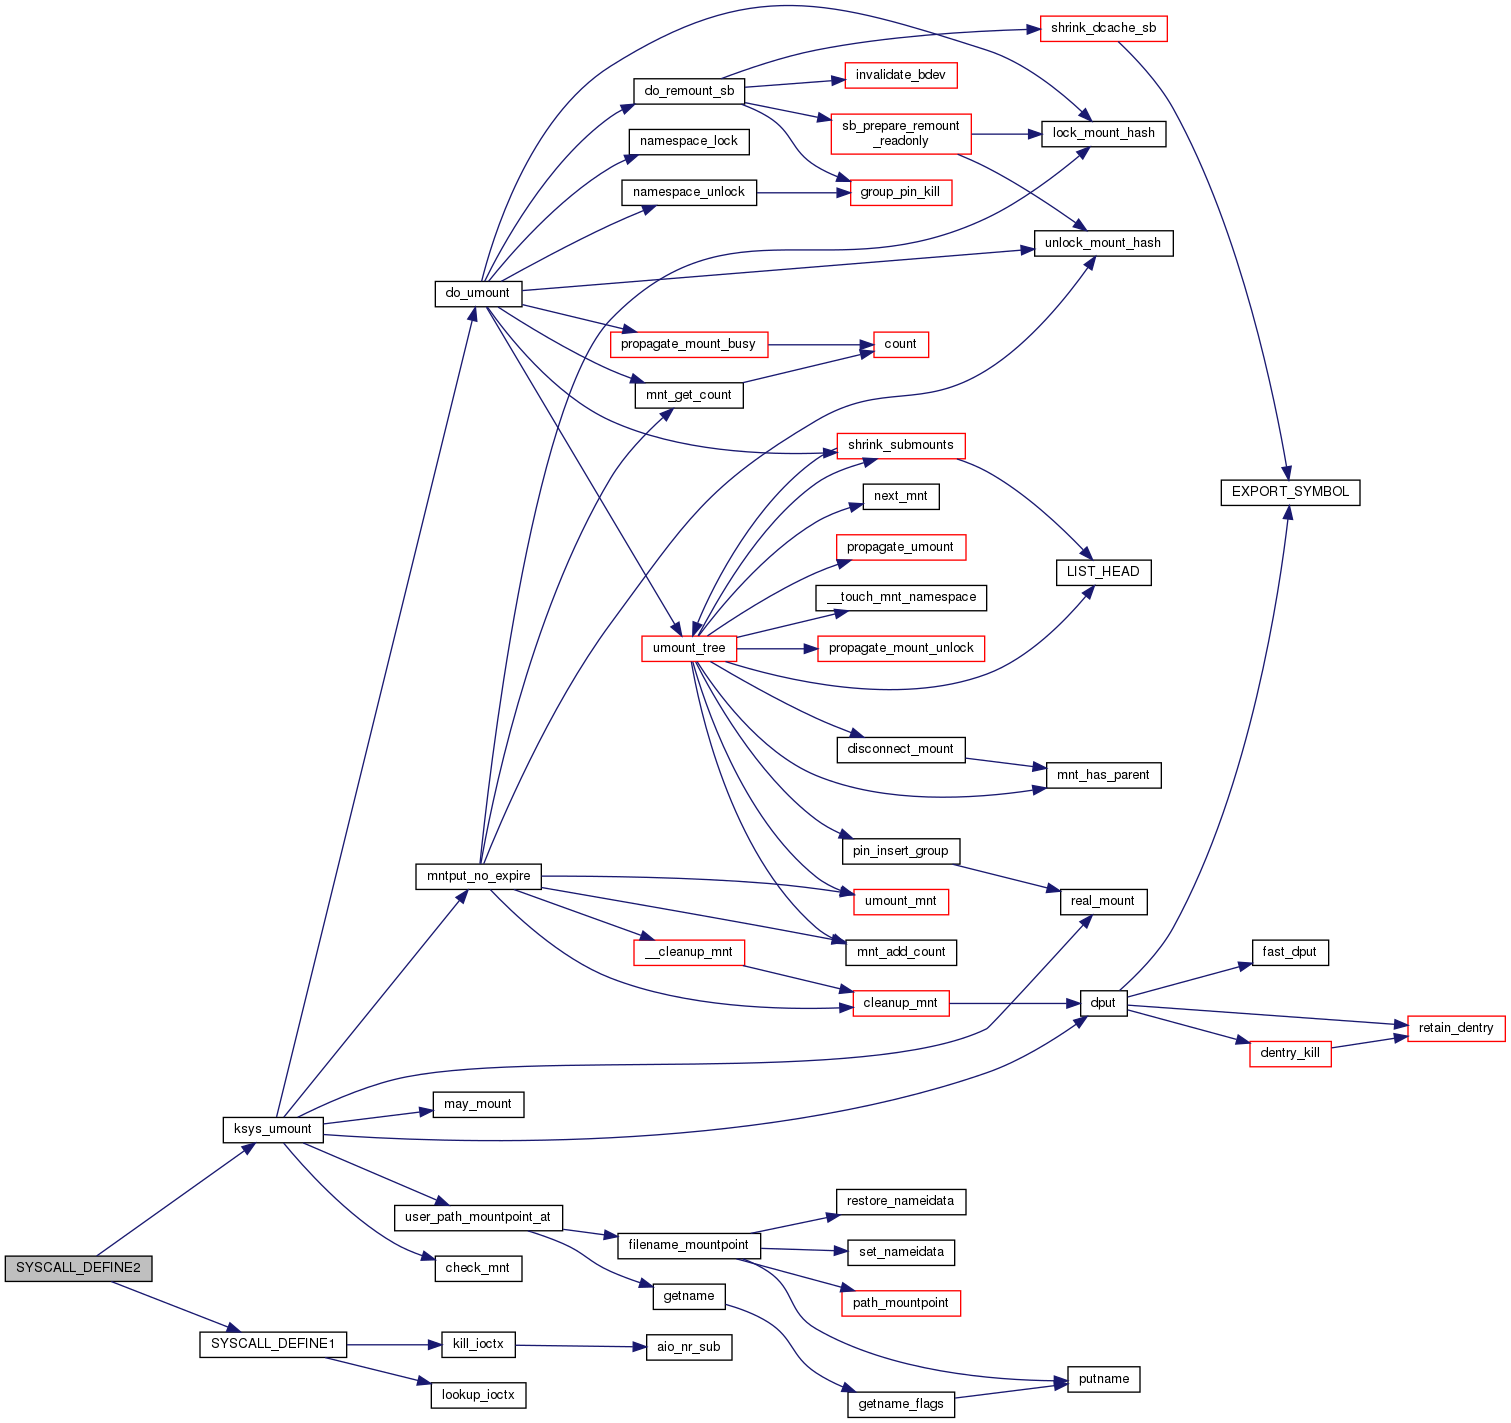 shrink_dcache_sb
invalidate_bdev
do_remount_sb
sb_prepare_remount
_readonly
lock_mount_hash
namespace_lock
namespace_unlock
group_pin_kill
unlock_mount_hash
do_umount
propagate_mount_busy
count
mnt_get_count
shrink_submounts
next_mnt
EXPORT_SYMBOL
propagate_umount
LIST_HEAD
__touch_mnt_namespace
umount_tree
propagate_mount_unlock
disconnect_mount
mnt_has_parent
pin_insert_group
mntput_no_expire
umount_mnt
real_mount
__cleanup_mnt
mnt_add_count
fast_dput
cleanup_mnt
dput
retain_dentry
dentry_kill
may_mount
ksys_umount
restore_nameidata
user_path_mountpoint_at
filename_mountpoint
set_nameidata
SYSCALL_DEFINE2
check_mnt
getname
path_mountpoint
SYSCALL_DEFINE1
kill_ioctx
aio_nr_sub
putname
lookup_ioctx
getname_flags